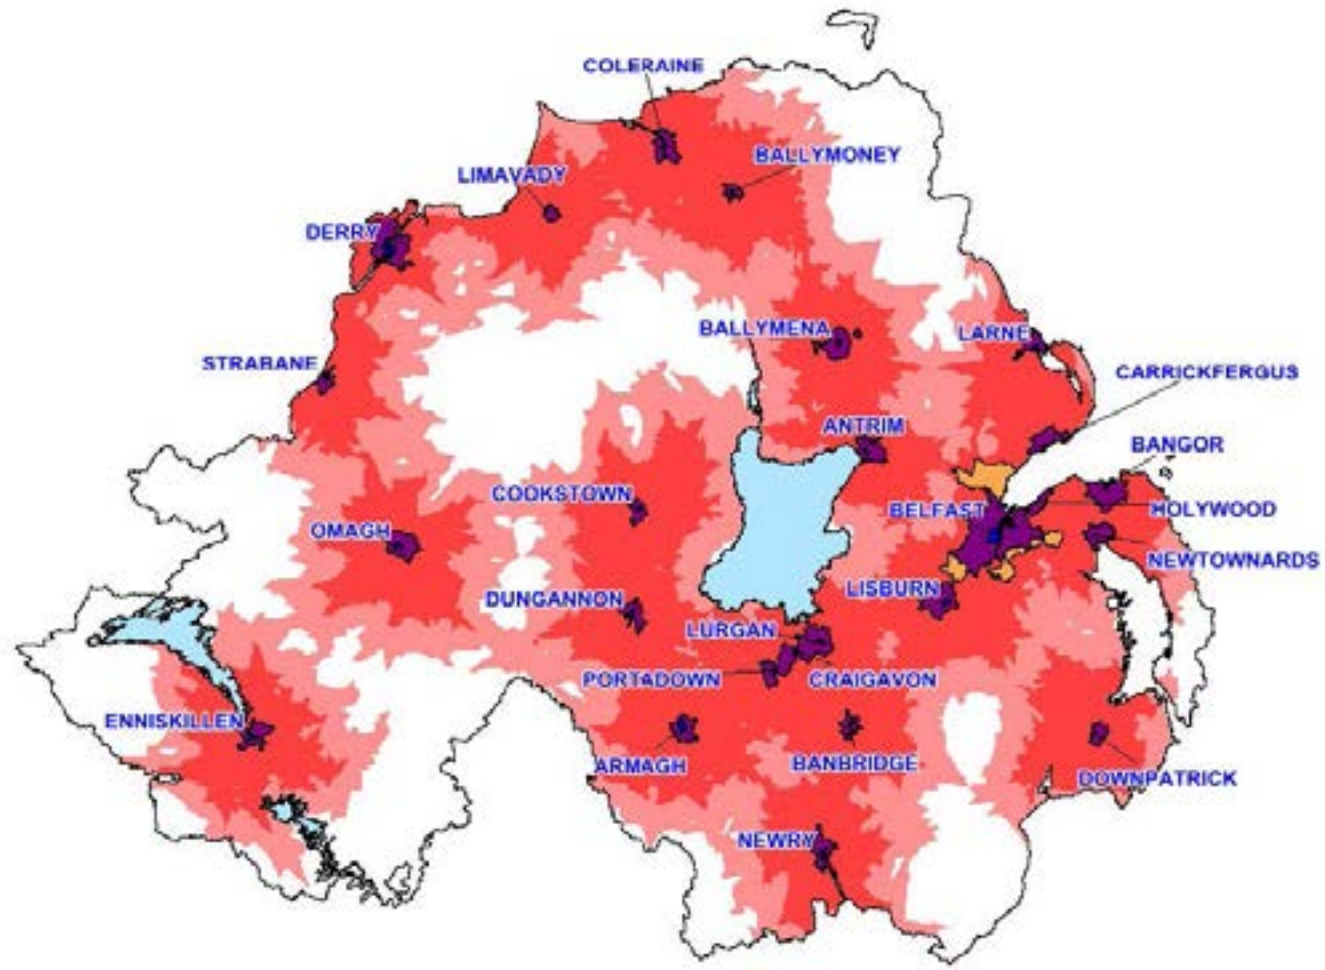 COLERAINE
BALLYMONEY
LIMAVADY
DERRY
BALLYMENA
LARNE
STRABANE
CARRICKFERGUS
ANTRIM
BANGOR
COOKSTOWN
BELFAST
HOLYWOOD
OMAGH
NEWTOWNARDS
LISBURN
DUNGANNON
LURGAN
PORTADOWN
CRAIGAVON
ENNISKILLEN
ARMAGH
BANBRIDGE
DOWNPATRICK
NEWRY